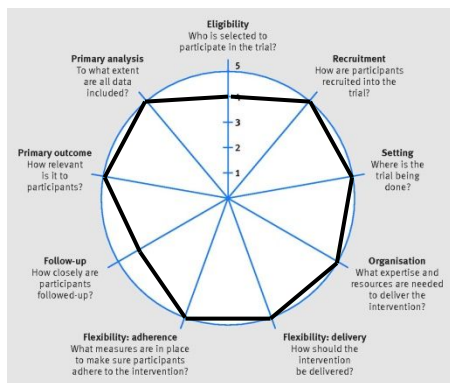 Eligibility
Who is selected to
participate in the trial?
Recruitment
How are participants
recruited into the
trial?
Setting
Where is the
trial being
done?
Organisation
What expertise and
resources are needed
to deliver the
intervention?
Flexibility: delivery
How should the
intervention
be delivered?
Flexibility: adherence
What measures are in place
to make sure participants
adhere to the intervention?
Follow-up
How closely are
participants
followed-up?
Primary outcome
How relevant
is it to
participants?
Primary analysis
To what extent
are all data
included?
5
4
3
2
1